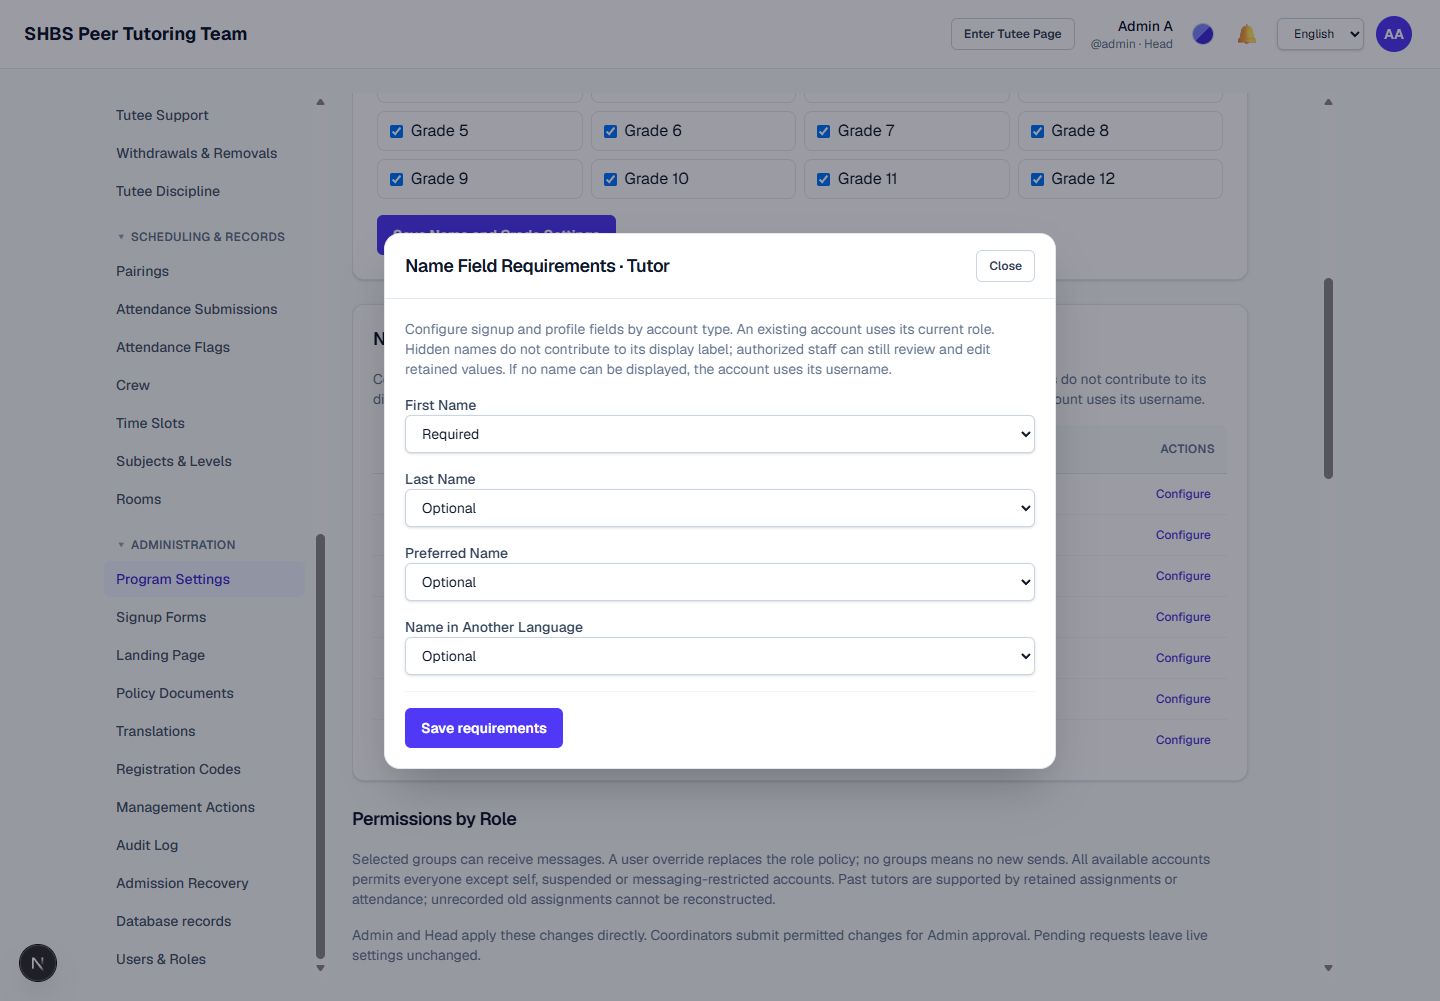 SHBS Peer Tutoring Team
Enter Tutee Page
Admin A
@admin · Head
English
AA
Tutee Support
Withdrawals & Removals
Tutee Discipline
SCHEDULING & RECORDS
Pairings
Attendance Submissions
Attendance Flags
Crew
Time Slots
Subjects & Levels
Rooms
ADMINISTRATION
Program Settings
Signup Forms
Landing Page
Policy Documents
Translations
Registration Codes
Management Actions
Audit Log
Admission Recovery
Database records
Users & Roles
N
Grade 5
Grade 6
Grade 7
Grade 8
Grade 9
Grade 10
Grade 11
Grade 12
Save Name and Grade Settings
Name Field Requirements · Tutor
Close
Configure signup and profile fields by account type. An existing account uses its current role.
Hidden names do not contribute to its display label; authorized staff can still review and edit
retained values. If no name can be displayed, the account uses its username.
First Name
Required
Last Name
Optional
Preferred Name
Optional
Name in Another Language
Optional
Save requirements
do not contribute to its
ount uses its username.
ACTIONS
Configure
Configure
Configure
Configure
Configure
Configure
Configure
Permissions by Role
Selected groups can receive messages. A user override replaces the role policy; no groups means no new sends. All available accounts
permits everyone except self, suspended or messaging-restricted accounts. Past tutors are supported by retained assignments or
attendance; unrecorded old assignments cannot be reconstructed.
Admin and Head apply these changes directly. Coordinators submit permitted changes for Admin approval. Pending requests leave live
settings unchanged.